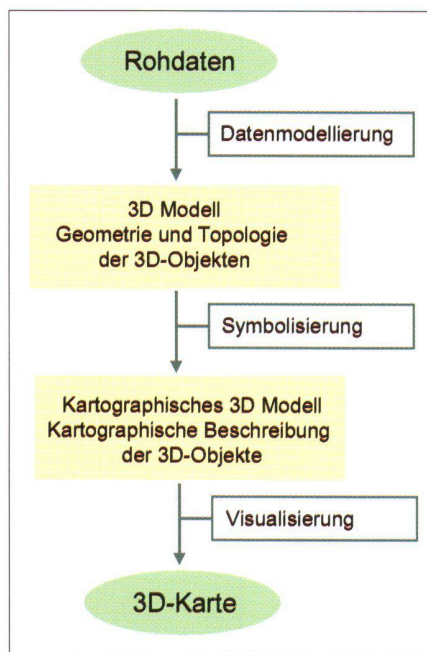 Rohdaten
Datenmodellierung
3D Modell
Geometrie und Topologie
der 3D-Objekten
Symbolisierung
Kartographisches 3D Modell
Kartographische Beschreibung
der 3D-Objekte
Visualisierung
3D-Karte